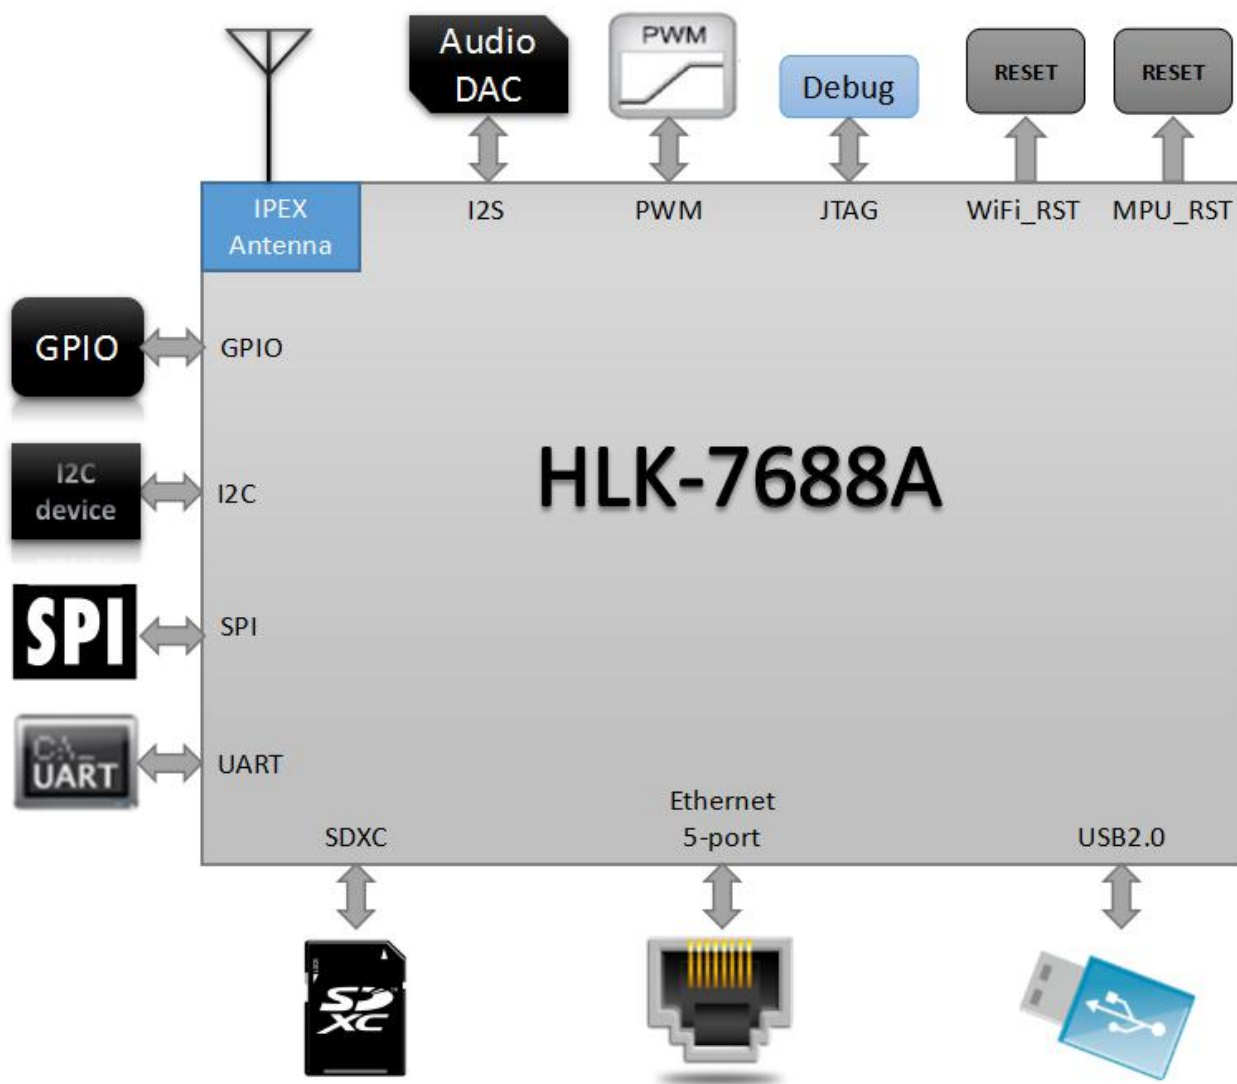 Audio
DAC
PWM
Debug
RESET
RESET
IPEX
Antenna
I2S
PWM
JTAG
WiFi_RST
MPU_RST
GPIO
GPIO
I2C
device
I2C
HLK-7688A
SPI
SPI
C:\_
UART
UART
SDXC
Ethernet
5-port
USB2.0
LOCK
SD
XC